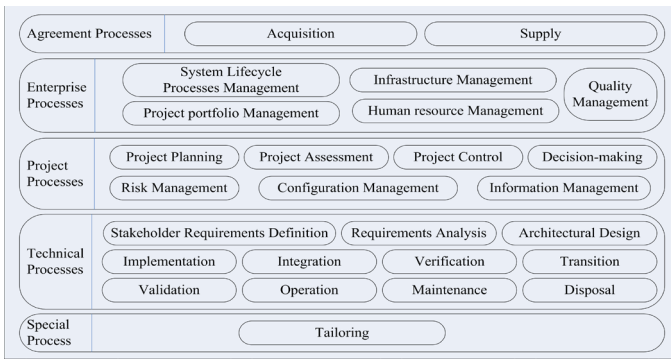 Agreement Processes
Acquisition
Supply
Enterprise
Processes
System Lifecycle
Processes Management
Infrastructure Management
Quality
Management
Project portfolio Management
Human resource Management
Project
Processes
Project Planning
Project Assessment
Project Control
Decision-making
Risk Management
Configuration Management
Information Management
Technical
Processes
Stakeholder Requirements Definition
Requirements Analysis
Architectural Design
Implementation
Integration
Verification
Transition
Validation
Operation
Maintenance
Disposal
Special
Process
Tailoring